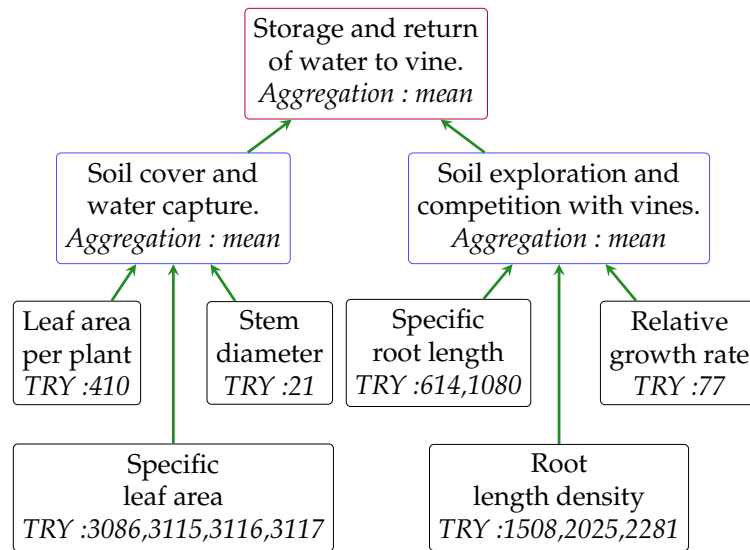 Storage and return
of water to vine.
Aggregation : mean
Soil cover and
water capture.
Aggregation : mean
Soil exploration and
competition with vines.
Aggregation : mean
Leaf area
per plant
TRY :410
Stem
diameter
TRY :21
Specific
root length
TRY :614,1080
Relative
growth rate
TRY :77
Specific
leaf area
TRY :3086,3115,3116,3117
Root
length density
TRY :1508,2025,2281